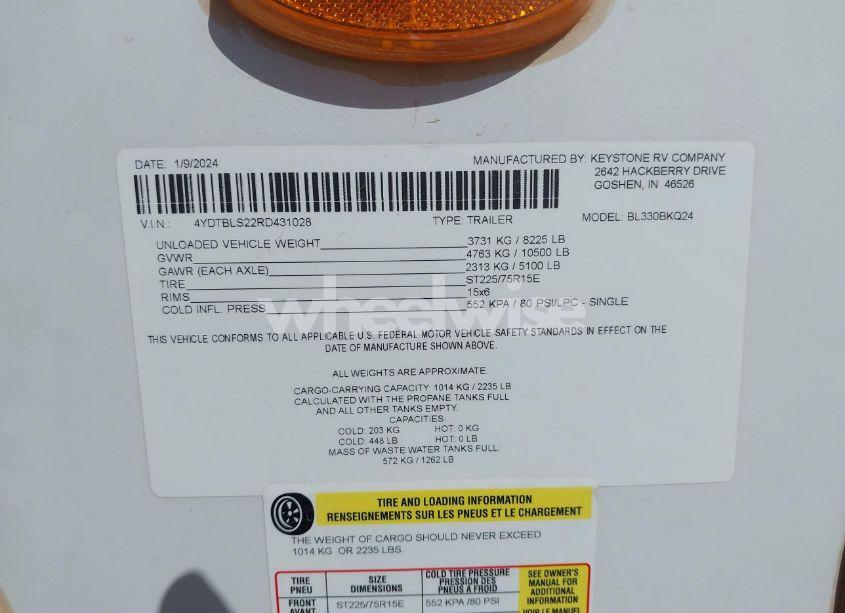 DATE: 1/9/2024
MANUFACTURED BY: KEYSTONE RV COMPANY
2642 HACKBERRY DRIVE
GOSHEN, IN 46526
V.I.N.: 4YDTBLS22RD431028 TYPE: TRAILER MODEL: BL330BKQ24
UNLOADED VEHICLE WEIGHT 3731 KG / 8225 LB
GVWR 4763 KG / 10500 LB
GAWR (EACH AXLE) 2313 KG / 5100 LB
TIRE ST225/75R15E
RIMS 15x6
COLD INFL. PRESS 552 KPA / 80 PSI/LPC - SINGLE
wheelwise
THIS VEHICLE CONFORMS TO ALL APPLICABLE U.S. FEDERAL MOTOR VEHICLE SAFETY STANDARDS IN EFFECT ON THE
DATE OF MANUFACTURE SHOWN ABOVE.
ALL WEIGHTS ARE APPROXIMATE
CARGO-CARRYING CAPACITY: 1014 KG / 2235 LB
CALCULATED WITH THE PROPANE TANKS FULL
AND ALL OTHER TANKS EMPTY.
CAPACITIES:
COLD: 203 KG HOT: 0 KG
COLD: 448 LB HOT: 0 LB
MASS OF WASTE WATER TANKS FULL:
572 KG / 1262 LB
TIRE AND LOADING INFORMATION
RENSEIGNEMENTS SUR LES PNEUS ET LE CHARGEMENT
THE WEIGHT OF CARGO SHOULD NEVER EXCEED
1014 KG OR 2235 LBS.
TIRE
PNEU
SIZE
DIMENSIONS
COLD TIRE PRESSURE
PRESSION DES
PNEUS A FROID
SEE OWNER'S
MANUAL FOR
ADDITIONAL
INFORMATION
VOIR LE MANUEL
FRONT
AVANT
ST225/75R15E
552 KPA /80 PSI